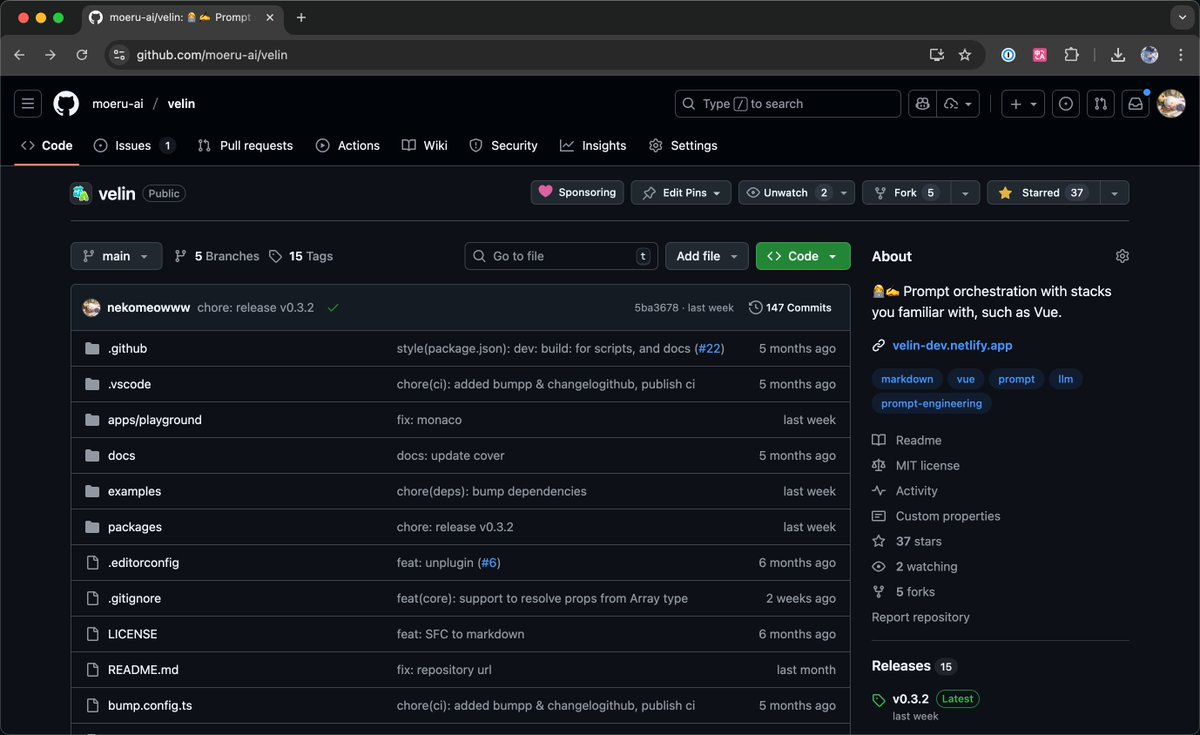 moeru-ai/velin: 🧑‍💻✍️ Prompt
github.com/moeru-ai/velin
moeru-ai / velin
Type / to search
Code Issues 1 Pull requests Actions Wiki Security Insights Settings
velin Public
Sponsoring Edit Pins Unwatch 2 Fork 5 Starred 37
main 5 Branches 15 Tags Go to file t Add file Code
nekomeowww chore: release v0.3.2 5ba3678 · last week 147 Commits
.github style(package.json): dev: build: for scripts, and docs (#22) 5 months ago
.vscode chore(ci): added bumpp & changelogithub, publish ci 5 months ago
apps/playground fix: monaco last week
docs docs: update cover 5 months ago
examples chore(deps): bump dependencies last week
packages chore: release v0.3.2 last week
.editorconfig feat: unplugin (#6) 6 months ago
.gitignore feat(core): support to resolve props from Array type 2 weeks ago
LICENSE feat: SFC to markdown 6 months ago
README.md fix: repository url last month
bump.config.ts chore(ci): added bumpp & changelogithub, publish ci 5 months ago
About
🧑‍💻✍️ Prompt orchestration with stacks
you familiar with, such as Vue.
velin-dev.netlify.app
markdown vue prompt llm
prompt-engineering
Readme
MIT license
Activity
Custom properties
37 stars
2 watching
5 forks
Report repository
Releases 15
v0.3.2 Latest
last week